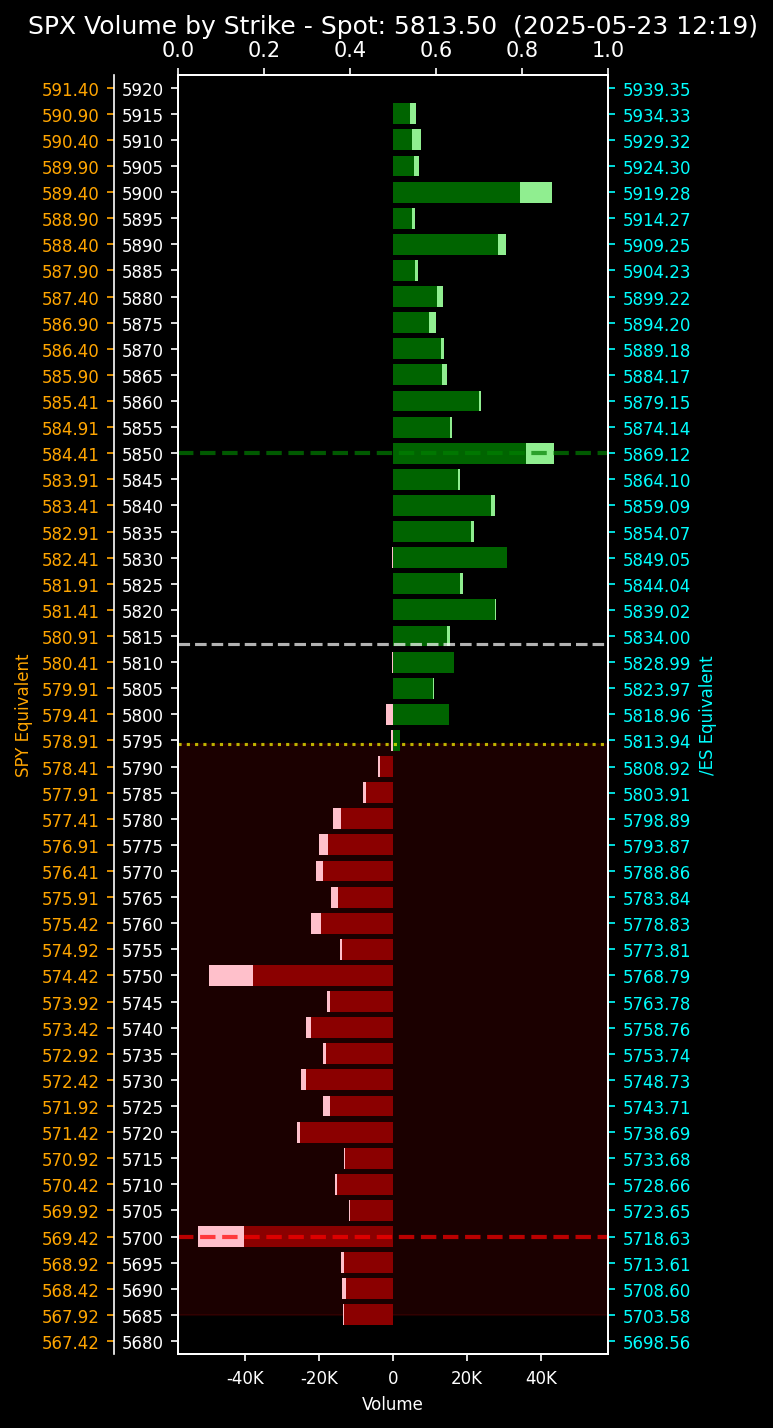 SPX Volume by Strike - Spot: 5813.50 (2025-05-23 12:19)
0.0 0.2 0.4 0.6 0.8 1.0
591.40 5920 5939.35
590.90 5915 5934.33
590.40 5910 5929.32
589.90 5905 5924.30
589.40 5900 5919.28
588.90 5895 5914.27
588.40 5890 5909.25
587.90 5885 5904.23
587.40 5880 5899.22
586.90 5875 5894.20
586.40 5870 5889.18
585.90 5865 5884.17
585.41 5860 5879.15
584.91 5855 5874.14
584.41 5850 5869.12
583.91 5845 5864.10
583.41 5840 5859.09
582.91 5835 5854.07
582.41 5830 5849.05
581.91 5825 5844.04
581.41 5820 5839.02
580.91 5815 5834.00
580.41 5810 5828.99
579.91 5805 5823.97
579.41 5800 5818.96
578.91 5795 5813.94
578.41 5790 5808.92
577.91 5785 5803.91
577.41 5780 5798.89
576.91 5775 5793.87
576.41 5770 5788.86
575.91 5765 5783.84
575.42 5760 5778.83
574.92 5755 5773.81
574.42 5750 5768.79
573.92 5745 5763.78
573.42 5740 5758.76
572.92 5735 5753.74
572.42 5730 5748.73
571.92 5725 5743.71
571.42 5720 5738.69
570.92 5715 5733.68
570.42 5710 5728.66
569.92 5705 5723.65
569.42 5700 5718.63
568.92 5695 5713.61
568.42 5690 5708.60
567.92 5685 5703.58
567.42 5680 5698.56
SPY Equivalent
/ES Equivalent
-40K -20K 0 20K 40K
Volume